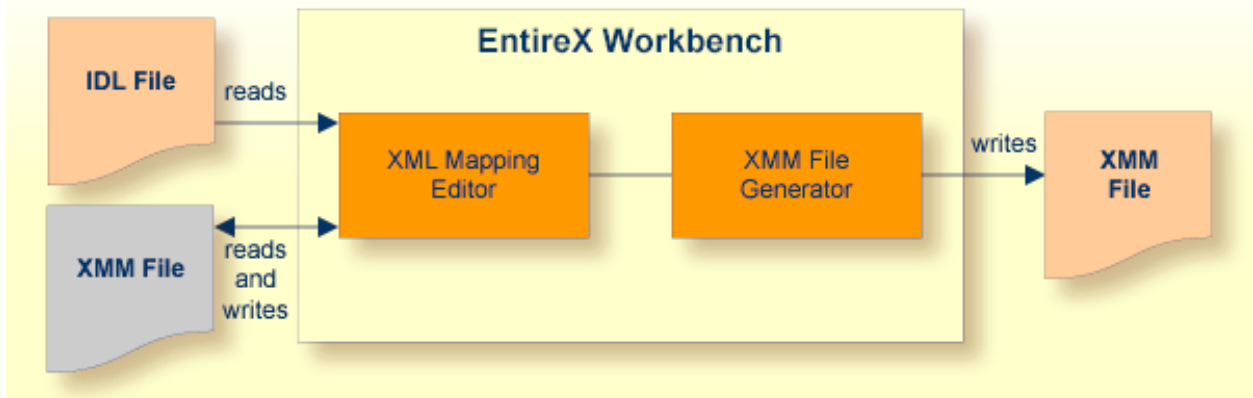 EntireX Workbench
IDL File
reads
XML Mapping
Editor
XMM File
Generator
writes
XMM
File
XMM File
reads
and
writes